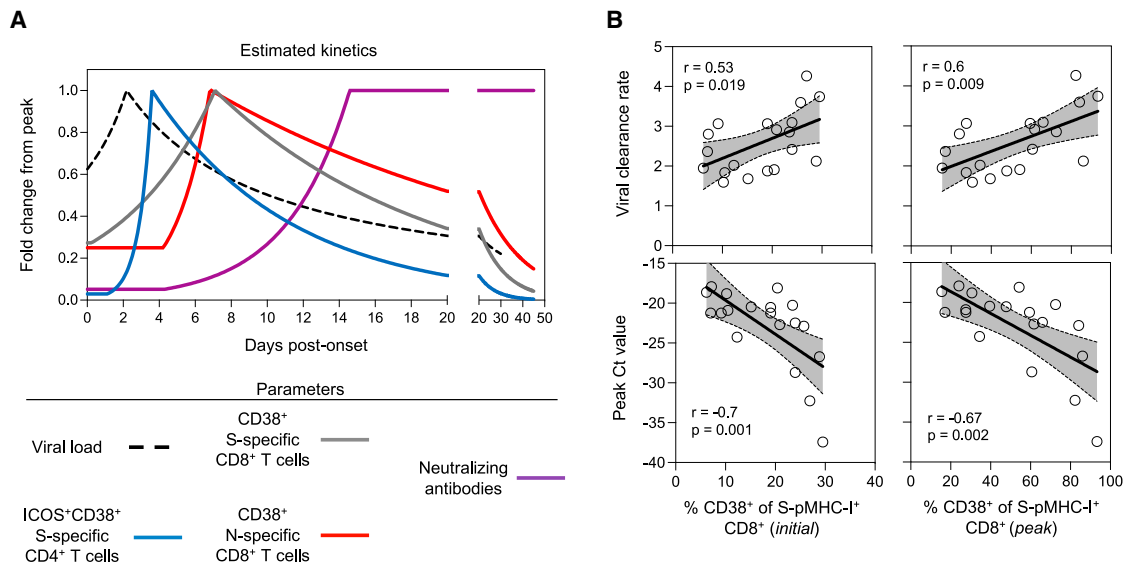 A
Estimated kinetics
Fold change from peak
1.0
0.8
0.6
0.4
0.2
0.0
0 2 4 6 8 10 12 14 16 18 20 20 30 40 50
Days post-onset
Parameters
Viral load
CD38⁺
S-specific
CD8⁺ T cells
Neutralizing
antibodies
ICOS⁺CD38⁺
S-specific
CD4⁺ T cells
CD38⁺
N-specific
CD8⁺ T cells
B
Viral clearance rate
5
4
3
2
1
0
r = 0.53
p = 0.019
r = 0.6
p = 0.009
Peak Ct value
-15
-20
-25
-30
-35
-40
r = -0.7
p = 0.001
r = -0.67
p = 0.002
0 10 20 30 40
0 20 40 60 80 100
% CD38⁺ of S-pMHC-I⁺
CD8⁺ (initial)
% CD38⁺ of S-pMHC-I⁺
CD8⁺ (peak)